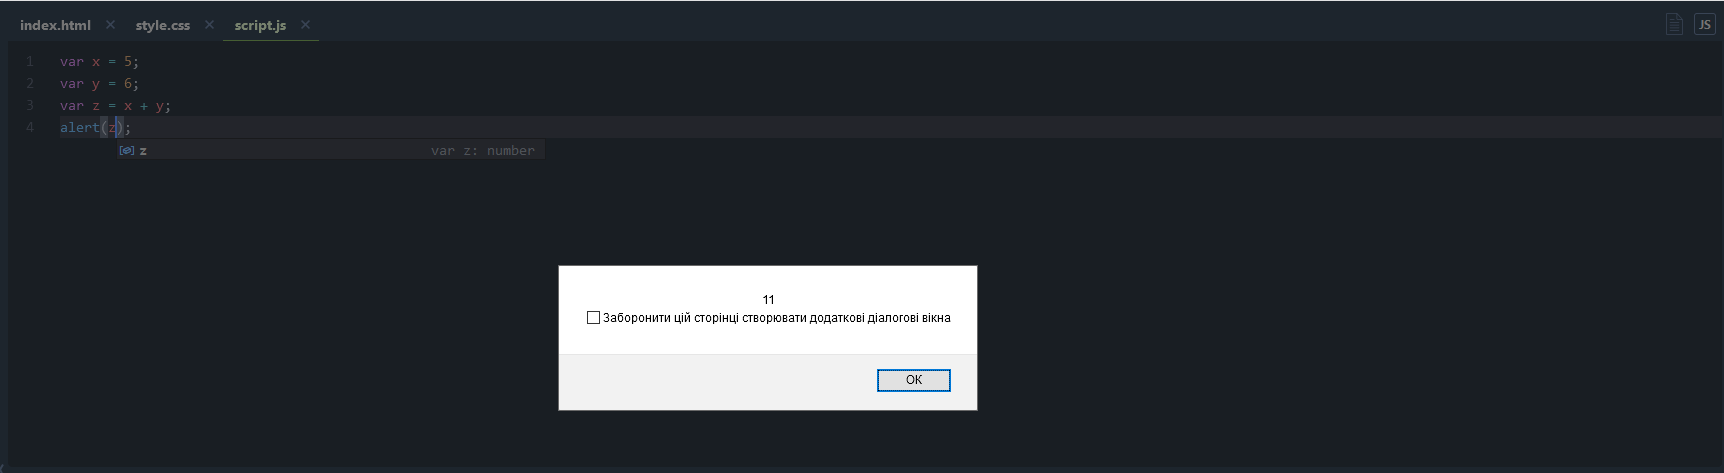 index.html × style.css × script.js ×
JS
1 var x = 5;
2 var y = 6;
3 var z = x + y;
4 alert(z);
z var z: number
11
Заборонити цій сторінці створювати додаткові діалогові вікна
OK